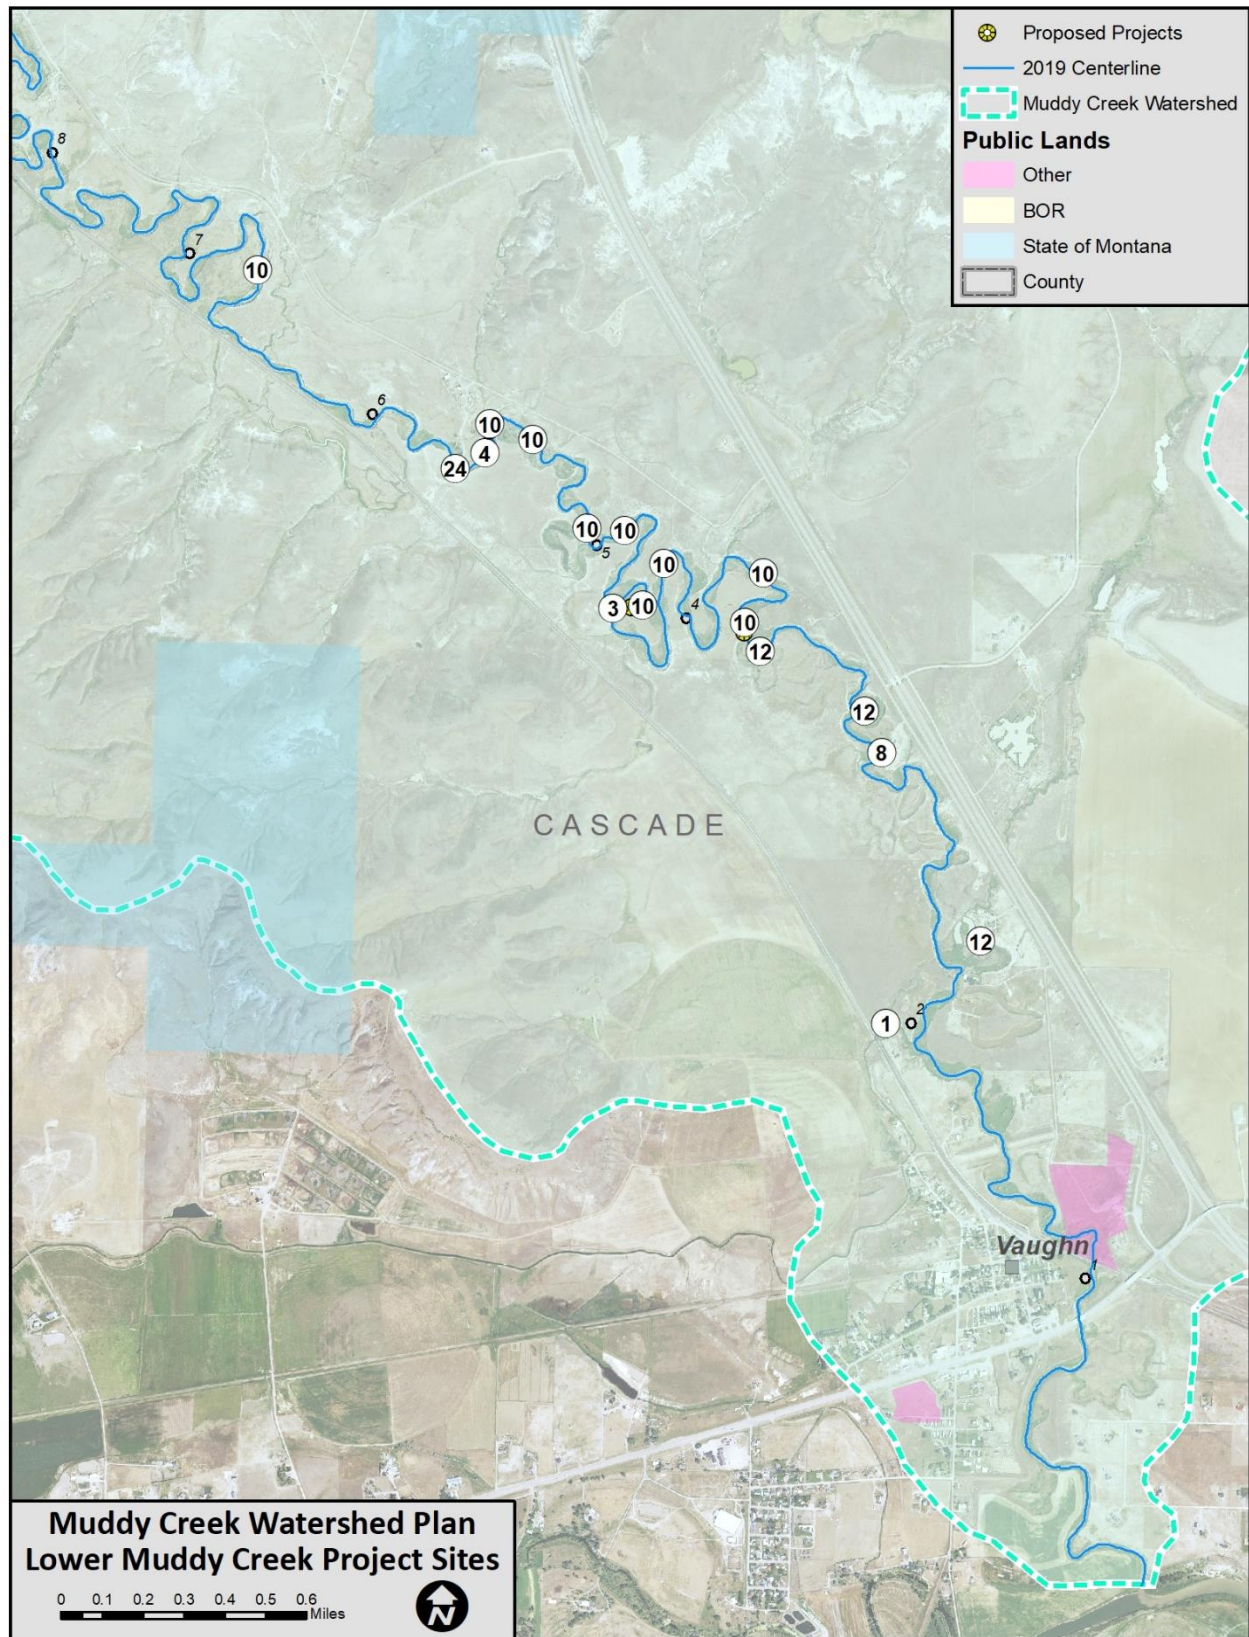 Proposed Projects
2019 Centerline
Muddy Creek Watershed
Public Lands
Other
BOR
State of Montana
County
8
7
10
6
10
10
4
24
10
10
5
10
10
3
10
4
10
12
12
8
CASCADE
12
2
1
Vaughn
1
Muddy Creek Watershed Plan
Lower Muddy Creek Project Sites
0 0.1 0.2 0.3 0.4 0.5 0.6
Miles
N